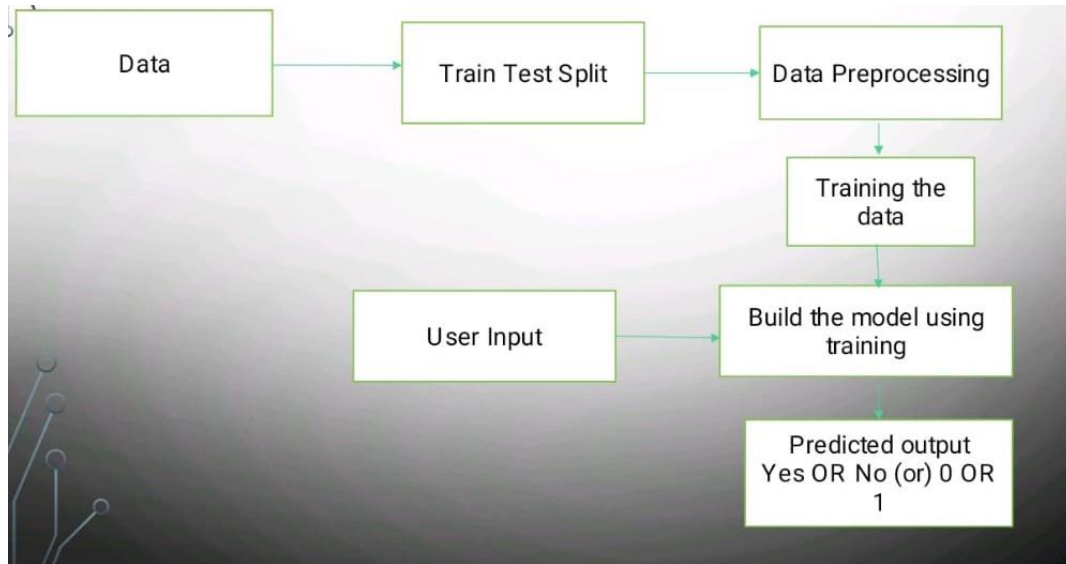 Data
Train Test Split
Data Preprocessing
Training the
data
User Input
Build the model using
training
Predicted output
Yes OR No (or) 0 OR
1